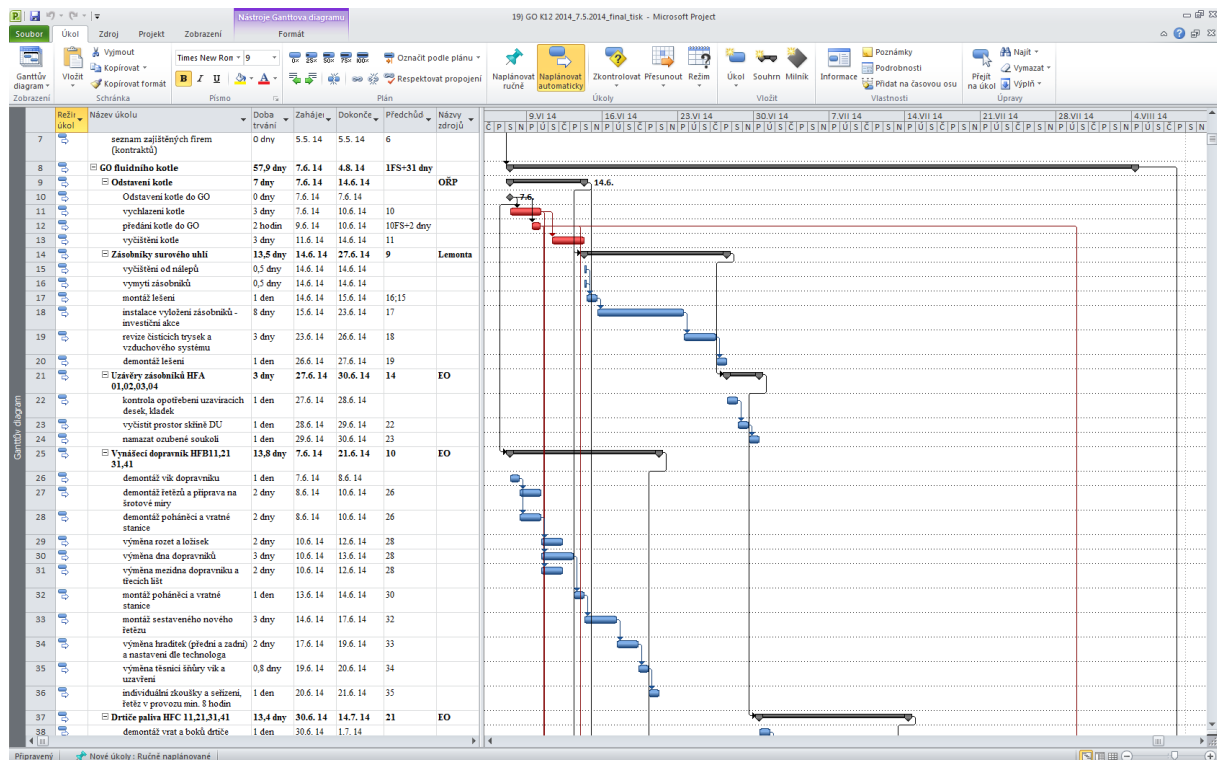 Nástroje Ganttova diagramu
19) GO K12 2014_7.5.2014_final_tisk - Microsoft Project
Soubor Úkol Zdroj Projekt Zobrazení Formát
Ganttův diagram
Zobrazení
Vložit
Vyjmout
Kopírovat
Kopírovat formát
Schránka
Times New Ron 9
B I U A
Písmo
0% 25% 50% 75% 100%
Označit podle plánu
Respektovat propojení
Plán
Naplánovat ručně
Naplánovat automaticky
Zkontrolovat Přesunout Režim
Úkoly
Úkol Souhrn Milník
Vložit
Informace
Poznámky
Podrobnosti
Přidat na časovou osu
Vlastnosti
Přejít na úkol
Najít
Vymazat
Výplň
Úpravy
Režim úkol Název úkolu Doba trvání Zahájen Dokonče Předchůd Názvy zdrojů
9.VI 14 16.VI 14 23.VI 14 30.VI 14 7.VII 14 14.VII 14 21.VII 14 28.VII 14 4.VIII 14
Č P S N P Ú S Č P S N P Ú S Č P S N P Ú S Č P S N P Ú S Č P S N P Ú S Č P S N P Ú S Č P S N P Ú S Č P S N P Ú S Č P S N P Ú S Č P S N
7 seznam zajištěných firem (kontraktů) 0 dny 5.5. 14 5.5. 14 6
8 GO fluidního kotle 57,9 dny 7.6. 14 4.8. 14 1FS+31 dny
9 Odstavení kotle 7 dny 7.6. 14 14.6. 14 OŘP
14.6.
10 Odstavení kotle do GO 0 dny 7.6. 14 7.6. 14
7.6.
11 vychlazení kotle 3 dny 7.6. 14 10.6. 14 10
12 předání kotle do GO 2 hodin 9.6. 14 10.6. 14 10FS+2 dny
13 vyčištění kotle 3 dny 11.6. 14 14.6. 14 11
14 Zásobníky surového uhlí 13,5 dny 14.6. 14 27.6. 14 9 Lemonta
15 vyčištění od nálepů 0,5 dny 14.6. 14 14.6. 14
16 vymytí zásobníků 0,5 dny 14.6. 14 14.6. 14
17 montáž lešení 1 den 14.6. 14 15.6. 14 16;15
18 instalace vyložení zásobníků - investiční akce 8 dny 15.6. 14 23.6. 14 17
19 revize čisticích trysek a vzduchového systému 3 dny 23.6. 14 26.6. 14 18
20 demontáž lešení 1 den 26.6. 14 27.6. 14 19
21 Uzávěry zásobníků HFA 01,02,03,04 3 dny 27.6. 14 30.6. 14 14 EO
22 kontrola opotřebení uzavíracích desek, kladek 1 den 27.6. 14 28.6. 14
23 vyčistit prostor skříně DU 1 den 28.6. 14 29.6. 14 22
24 namazat ozubené soukolí 1 den 29.6. 14 30.6. 14 23
25 Vynášecí dopravník HFB11,21 31,41 13,8 dny 7.6. 14 21.6. 14 10 EO
26 demontáž vík dopravníku 1 den 7.6. 14 8.6. 14
27 demontáž řetězů a příprava na šrotové míry 2 dny 8.6. 14 10.6. 14 26
28 demontáž poháněcí a vratné stanice 2 dny 8.6. 14 10.6. 14 26
29 výměna rozet a ložisek 2 dny 10.6. 14 12.6. 14 28
30 výměna dna dopravníků 3 dny 10.6. 14 13.6. 14 28
31 výměna mezidna dopravníku a třecích lišt 2 dny 10.6. 14 12.6. 14 28
32 montáž poháněcí a vratné stanice 1 den 13.6. 14 14.6. 14 30
33 montáž sestaveného nového řetězu 3 dny 14.6. 14 17.6. 14 32
34 výměna hradítek (přední a zadní) a nastavení dle technologa 2 dny 17.6. 14 19.6. 14 33
35 výměna těsnící šňůry vík a uzavření 0,8 dny 19.6. 14 20.6. 14 34
36 individuální zkoušky a seřízení, řetěz v provozu min. 8 hodin 1 den 20.6. 14 21.6. 14 35
37 Drtiče paliva HFC 11,21,31,41 13,4 dny 30.6. 14 14.7. 14 21 EO
38 demontáž vrat a boků drtiče 1 den 30.6. 14 1.7. 14
Ganttův diagram
Připravený Nové úkoly : Ručně naplánované